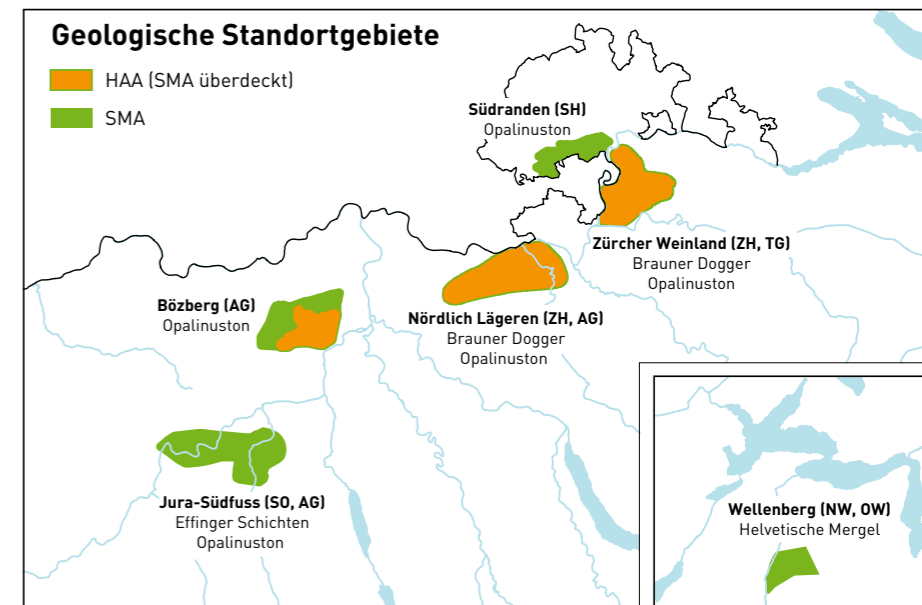 Geologische Standortgebiete
HAA (SMA überdeckt)
SMA
Südranden (SH)
Opalinuston
Zürcher Weinland (ZH, TG)
Brauner Dogger
Opalinuston
Bözberg (AG)
Opalinuston
Nördlich Lägeren (ZH, AG)
Brauner Dogger
Opalinuston
Jura-Südfuss (SO, AG)
Effinger Schichten
Opalinuston
Wellenberg (NW, OW)
Helvetische Mergel